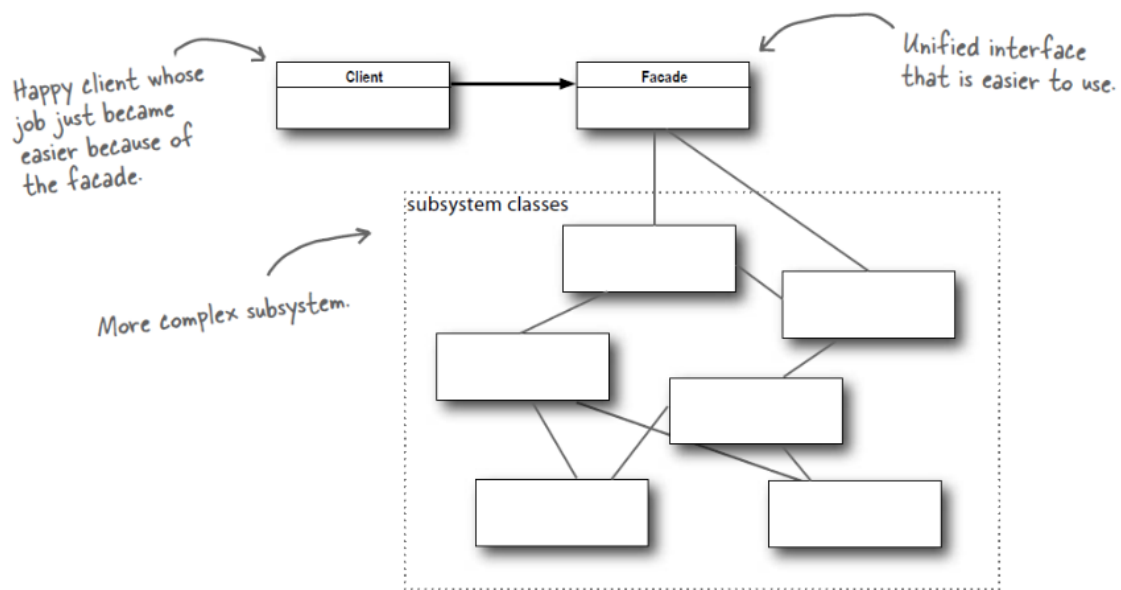 Happy client whose
job just became
easier because of
the facade.
Client
Facade
Unified interface
that is easier to use.
subsystem classes
More complex subsystem.